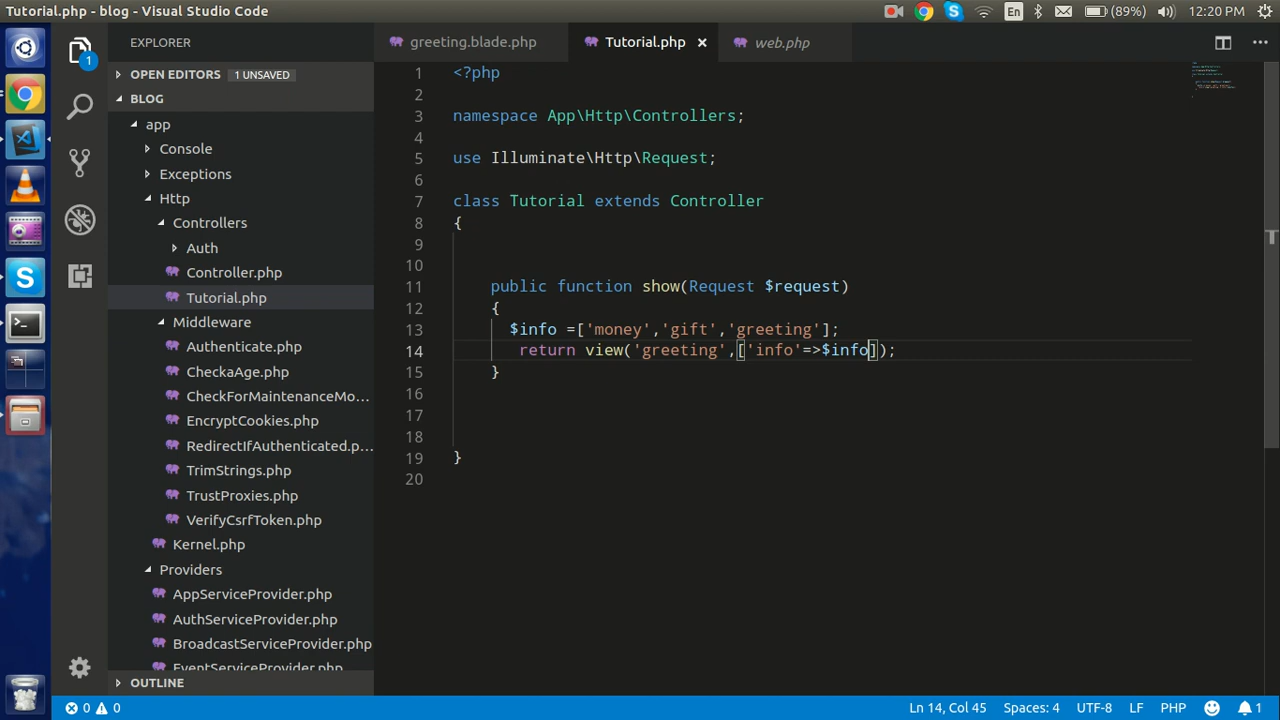 Tutorial.php - blog - Visual Studio Code
En
(89%)
12:20 PM
1
EXPLORER
OPEN EDITORS 1 UNSAVED
BLOG
app
Console
Exceptions
Http
Controllers
Auth
Controller.php
Tutorial.php
Middleware
Authenticate.php
CheckaAge.php
CheckForMaintenanceMo...
EncryptCookies.php
RedirectIfAuthenticated.p...
TrimStrings.php
TrustProxies.php
VerifyCsrfToken.php
Kernel.php
Providers
AppServiceProvider.php
AuthServiceProvider.php
BroadcastServiceProvider.php
EventServiceProvider.php
OUTLINE
greeting.blade.php
Tutorial.php
web.php
1 <?php
2
3 namespace App\Http\Controllers;
4
5 use Illuminate\Http\Request;
6
7 class Tutorial extends Controller
8 {
9
10
11 public function show(Request $request)
12 {
13 $info =['money','gift','greeting'];
14 return view('greeting',['info'=>$info]);
15 }
16
17
18
19 }
20
0 0
Ln 14, Col 45
Spaces: 4
UTF-8
LF
PHP
1